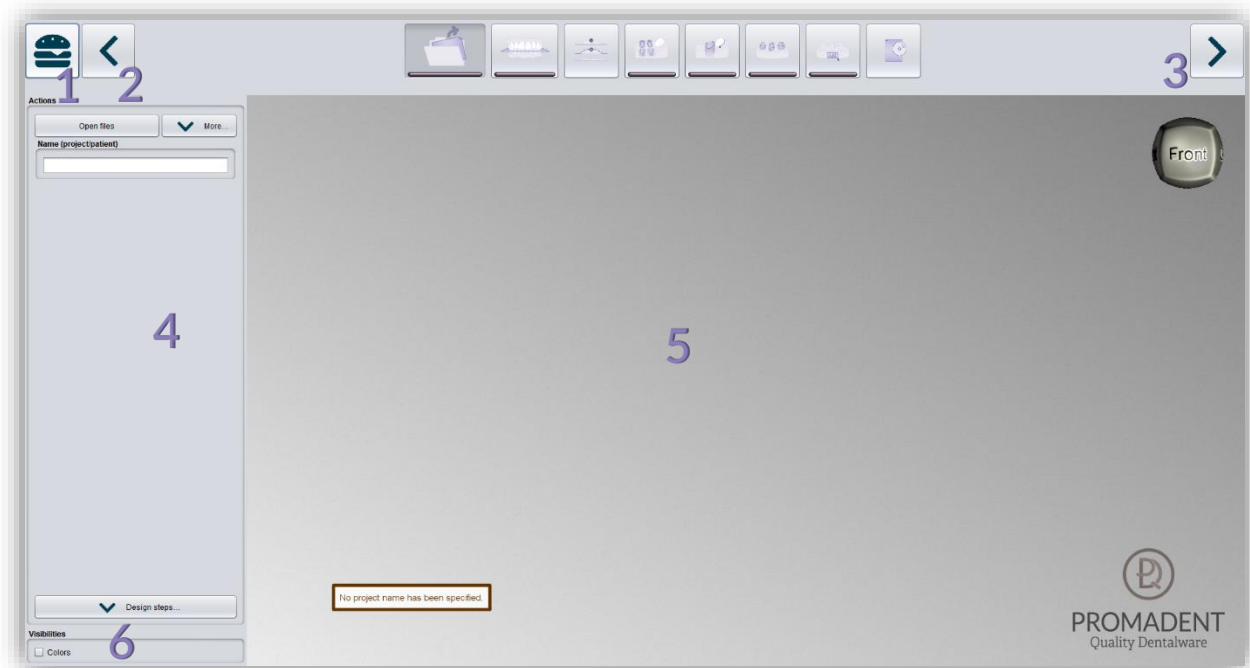 1
2
3
Actions
Open files
More...
Name (project/patient)
Front
4
5
No project name has been specified.
Design steps...
Visibilities
6
Colors
PROMADENT
Quality Dentalware